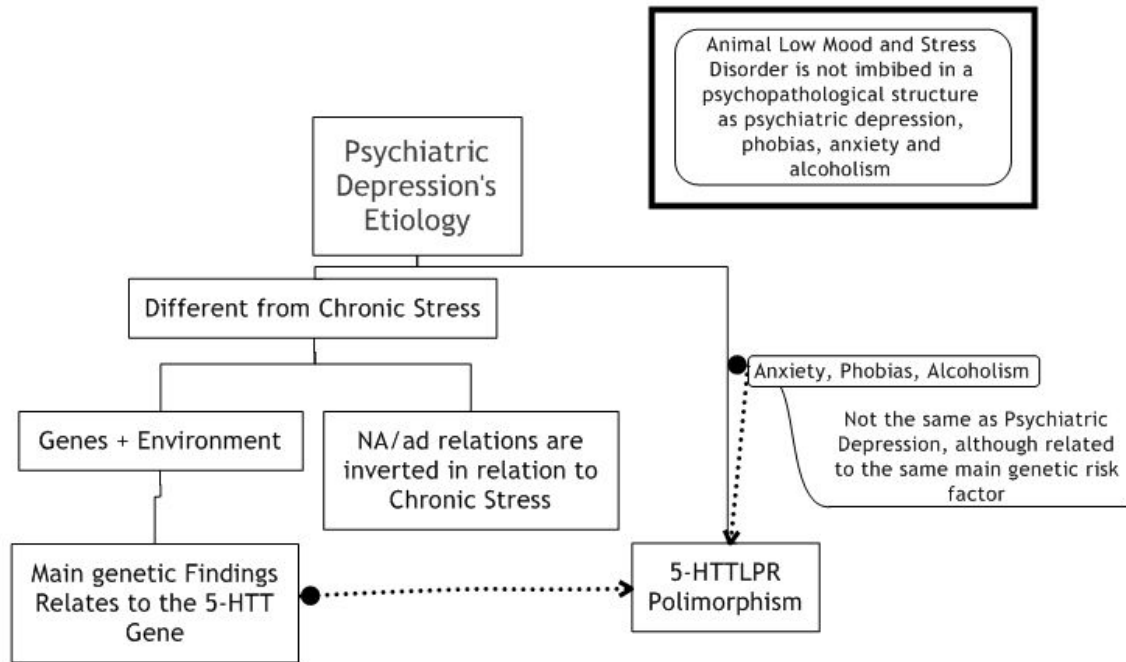 Animal Low Mood and Stress
Disorder is not imbibed in a
psychopathological structure
as psychiatric depression,
phobias, anxiety and
alcoholism
Psychiatric
Depression's
Etiology
Different from Chronic Stress
Anxiety, Phobias, Alcoholism
Not the same as Psychiatric
Depression, although related
to the same main genetic risk
factor
Genes + Environment
NA/ad relations are
inverted in relation to
Chronic Stress
Main genetic Findings
Relates to the 5-HTT
Gene
5-HTTLPR
Polimorphism